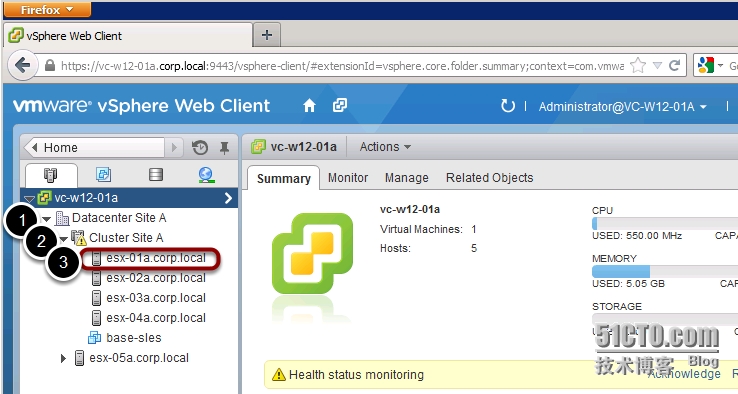 Firefox
vSphere Web Client
https://vc-w12-01a.corp.local:9443/vsphere-client/#extensionId=vsphere.core.folder.summary;context=com.vmwa
Goo
vmware vSphere Web Client
Administrator@VC-W12-01A
Home
vc-w12-01a
Actions
Summary Monitor Manage Related Objects
vc-w12-01a
1 Datacenter Site A
2 Cluster Site A
3 esx-01a.corp.local
esx-02a.corp.local
esx-03a.corp.local
esx-04a.corp.local
base-sles
esx-05a.corp.local
vc-w12-01a
Virtual Machines: 1
Hosts: 5
CPU
USED: 550.00 MHz CAPA
MEMORY
USED: 5.05 GB CAP
STORAGE
51CTO.com
技术博客 Blog
Health status monitoring
Acknowledge R